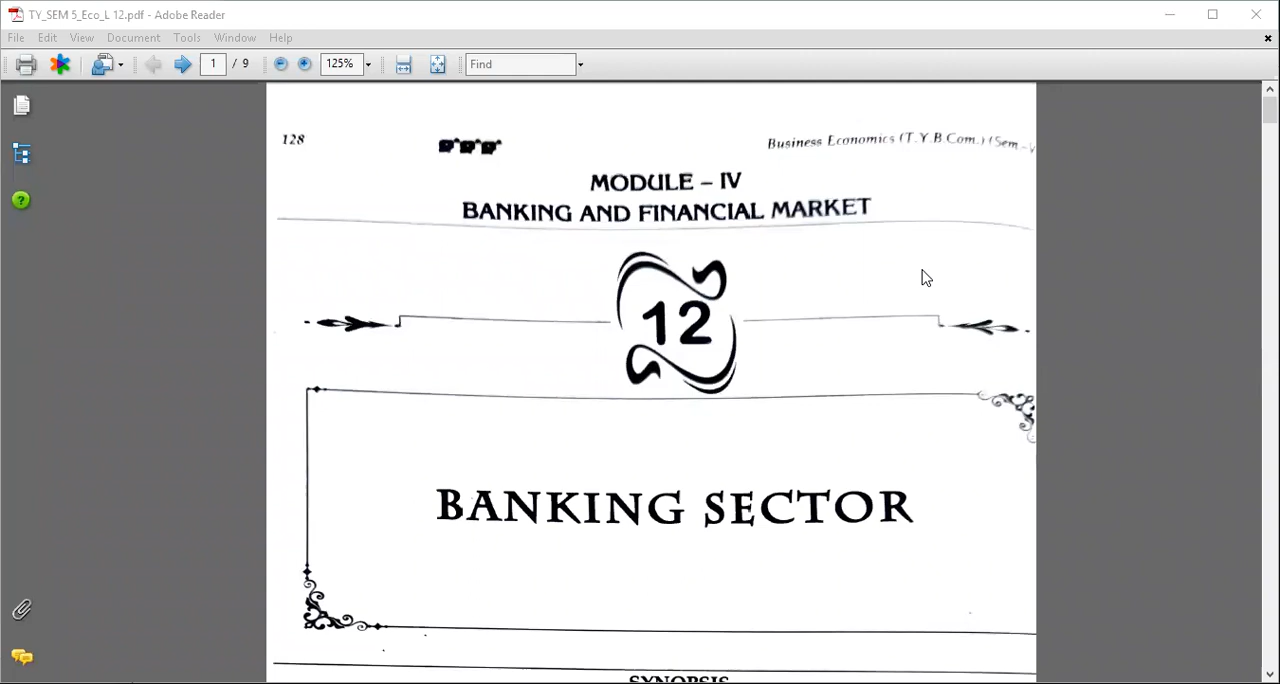 TY_SEM 5_Eco_L 12.pdf - Adobe Reader
File Edit View Document Tools Window Help
1 / 9 125% Find
128 Business Economics (T.Y.B.Com.) (Sem.-V
MODULE – IV
BANKING AND FINANCIAL MARKET
12
BANKING SECTOR
SYNOPSIS